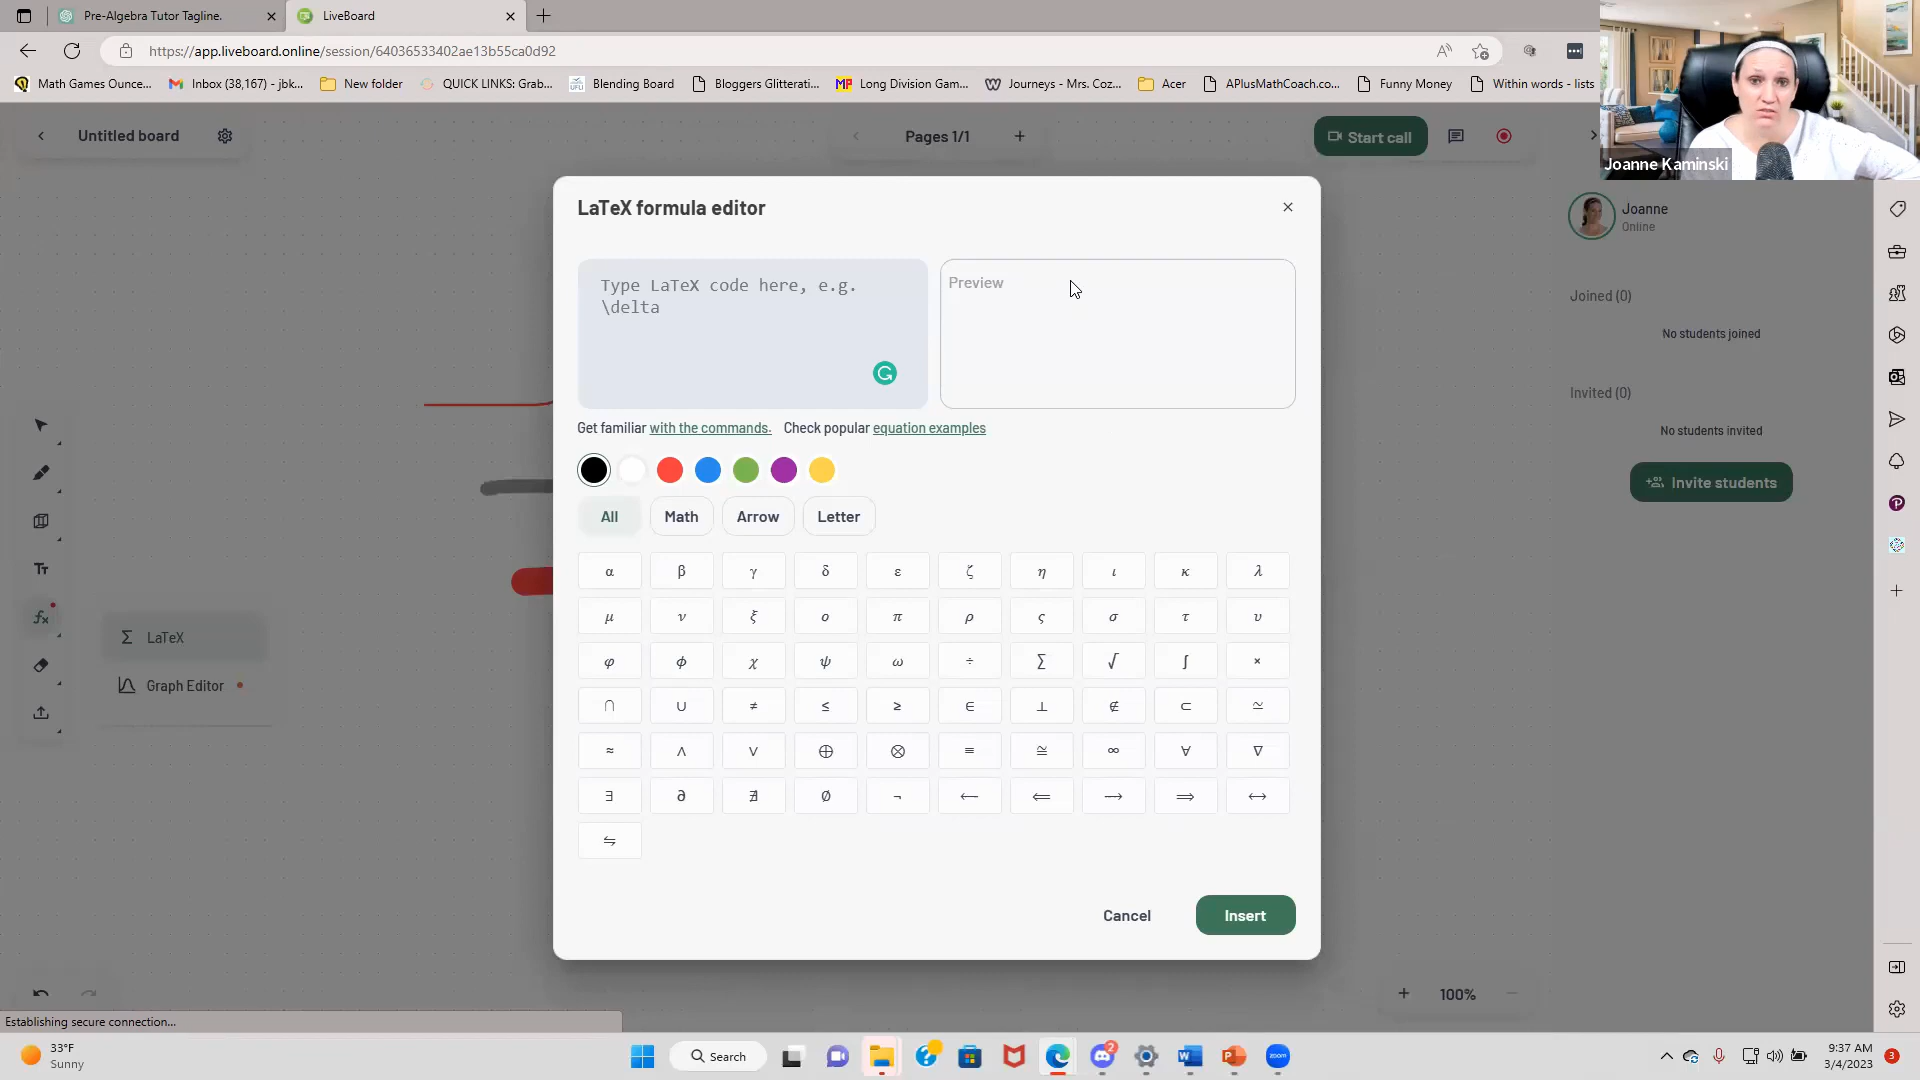 Pre-Algebra Tutor Tagline.
LiveBoard
https://app.liveboard.online/session/64036533402ae13b55ca0d92
Math Games Ounce...
Inbox (38,167) - jbk...
New folder
QUICK LINKS: Grab...
Blending Board
Bloggers Glitterati...
Long Division Gam...
Journeys - Mrs. Coz...
Acer
APlusMathCoach.co...
Funny Money
Within words - lists
Untitled board
Pages 1/1
Start call
Joanne Kaminski
LaTeX formula editor
Joanne
Online
Type LaTeX code here, e.g.
\delta
Preview
Joined (0)
No students joined
Invited (0)
No students invited
Invite students
Get familiar with the commands. Check popular equation examples
All Math Arrow Letter
α β γ δ ε ζ η ι κ λ
μ ν ξ ο π ρ ς σ τ υ
φ ϕ χ ψ ω ÷ ∑ √ ∫ ×
∩ ∪ ≠ ≤ ≥ ∈ ⊥ ∉ ⊂ ≃
≈ ∧ ∨ ⊕ ⊗ ≡ ≅ ∞ ∀ ∇
∃ ∂ ∄ ∅ ¬ ⟵ ⟸ ⟶ ⟹ ↔
⇋
TT
fx
Σ LaTeX
Graph Editor
Cancel
Insert
+ 100% −
Establishing secure connection...
33°F
Sunny
Search
2
zoom
9:37 AM
3/4/2023
3